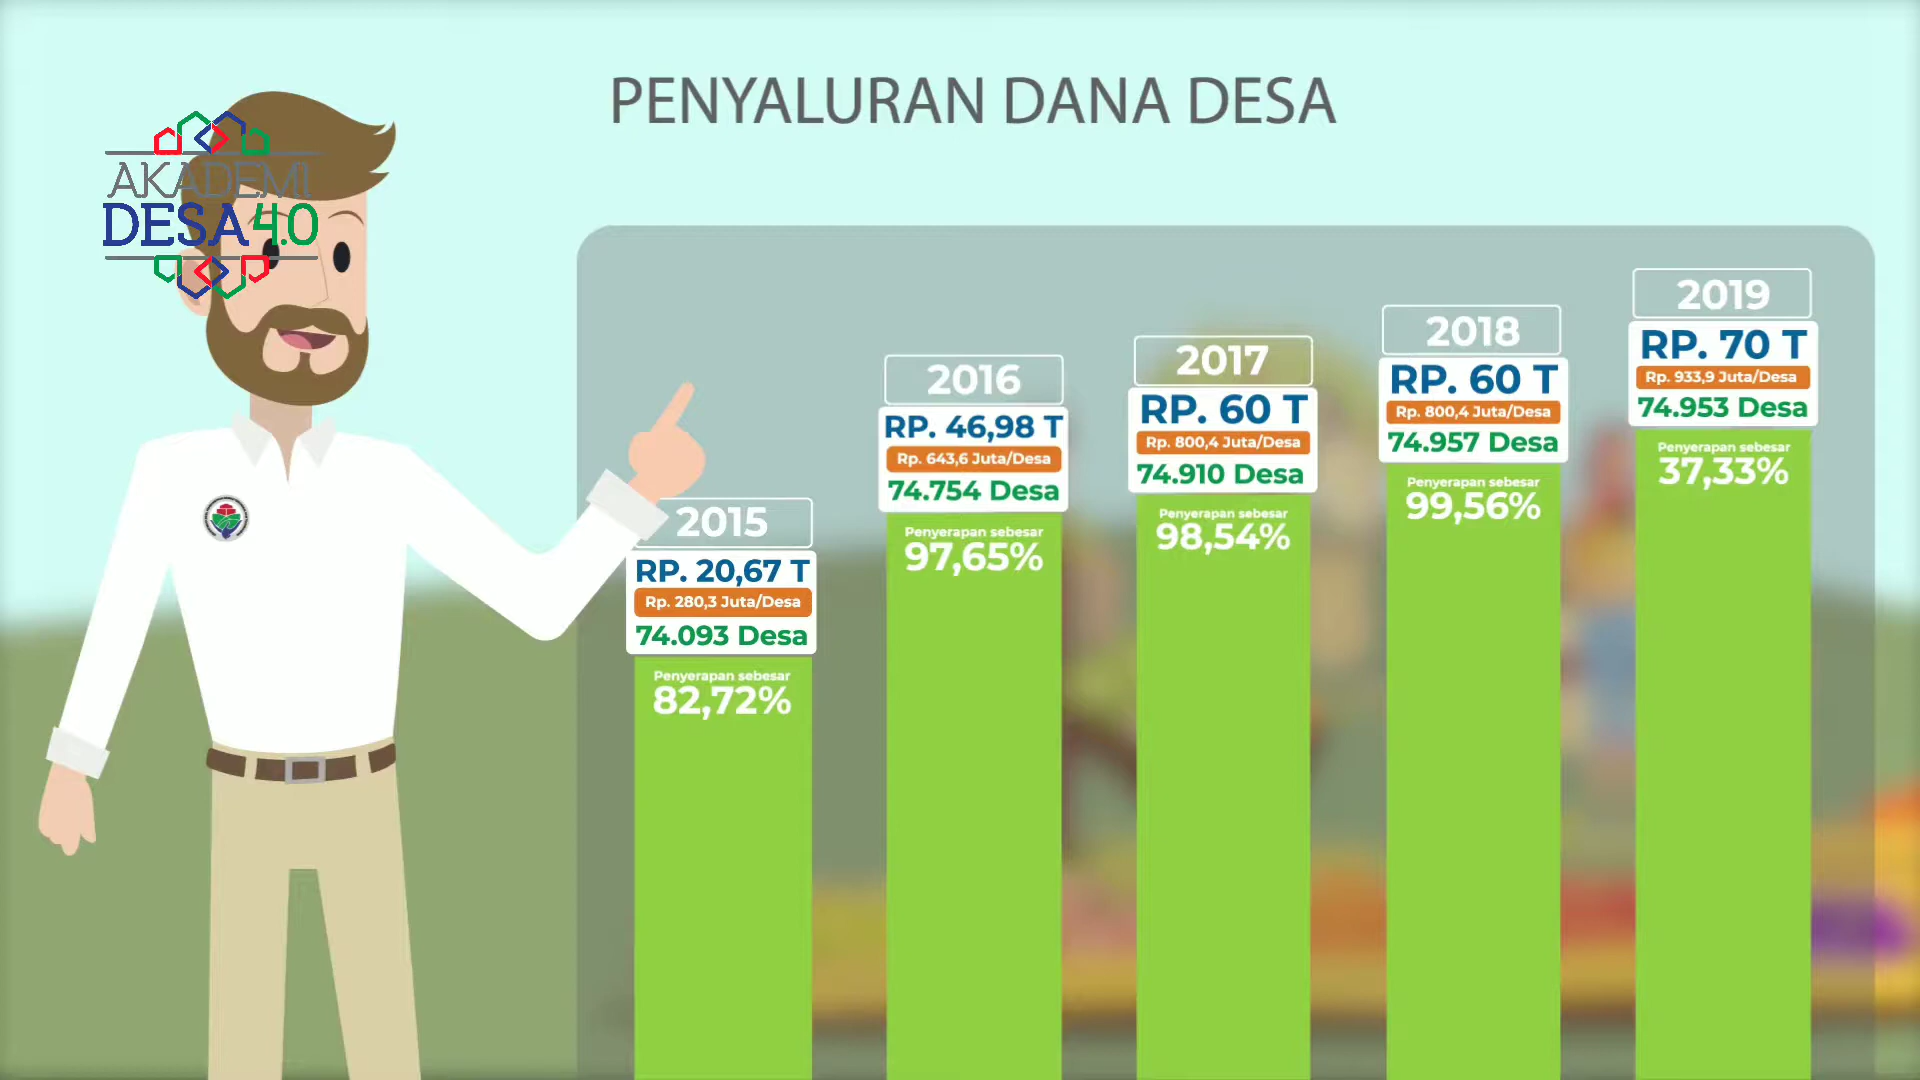 PENYALURAN DANA DESA
AKADEMI
DESA 4.0
2015
RP. 20,67 T
Rp. 280,3 Juta/Desa
74.093 Desa
Penyerapan sebesar
82,72%
2016
RP. 46,98 T
Rp. 643,6 Juta/Desa
74.754 Desa
Penyerapan sebesar
97,65%
2017
RP. 60 T
Rp. 800,4 Juta/Desa
74.910 Desa
Penyerapan sebesar
98,54%
2018
RP. 60 T
Rp. 800,4 Juta/Desa
74.957 Desa
Penyerapan sebesar
99,56%
2019
RP. 70 T
Rp. 933,9 Juta/Desa
74.953 Desa
Penyerapan sebesar
37,33%